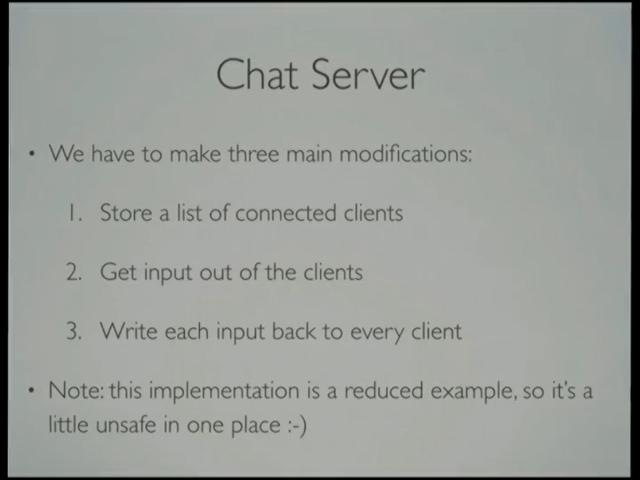 Chat Server
• We have to make three main modifications:
1. Store a list of connected clients
2. Get input out of the clients
3. Write each input back to every client
• Note: this implementation is a reduced example, so it's a
little unsafe in one place :-)